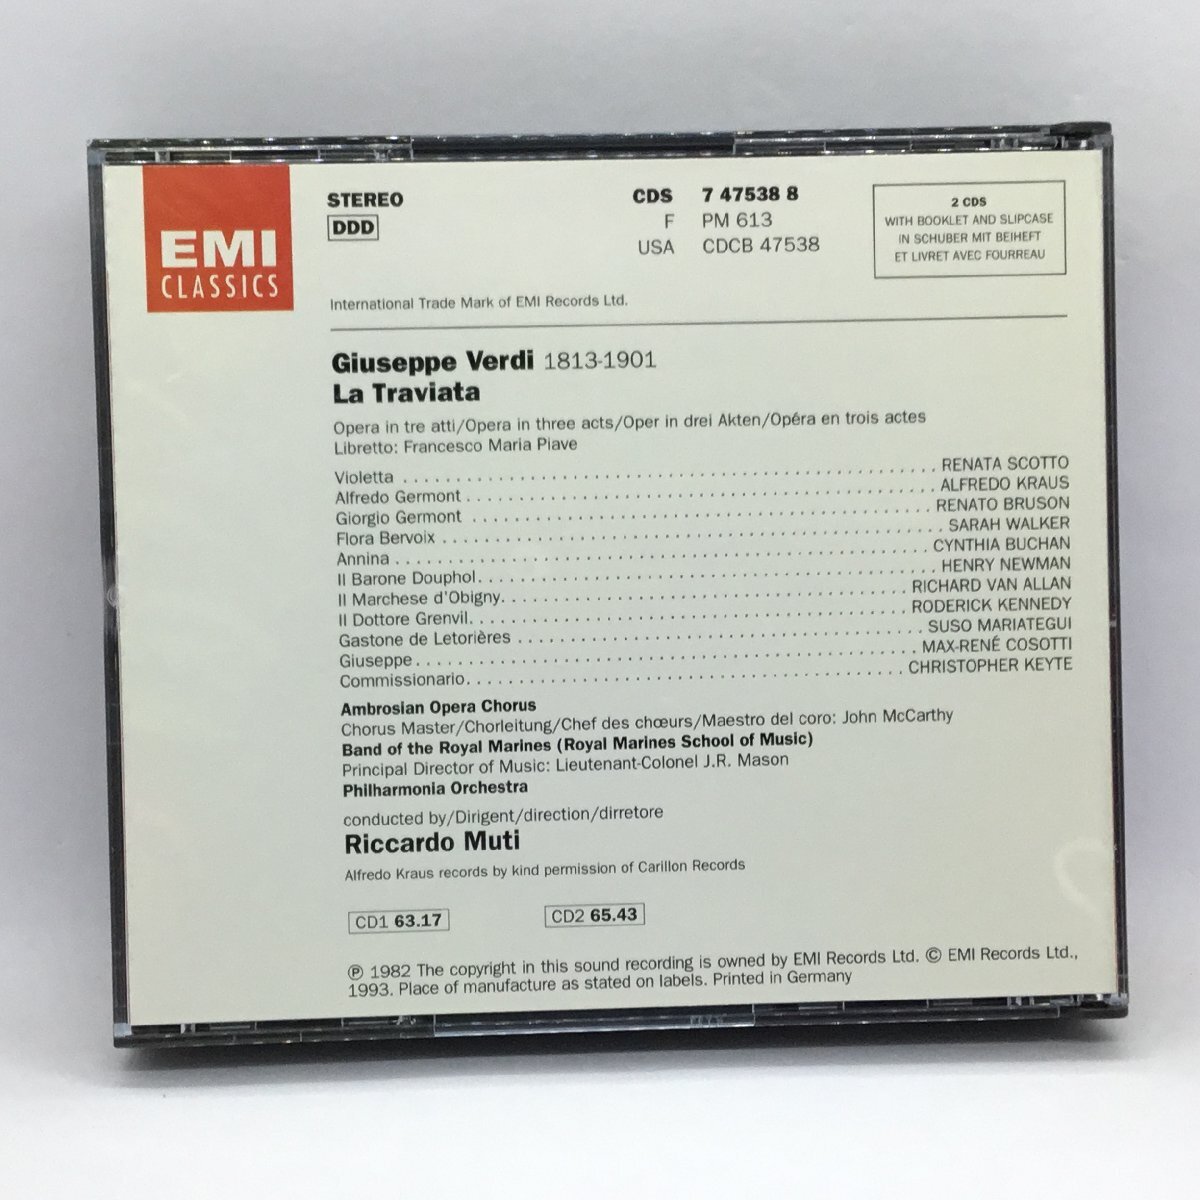 EMI
CLASSICS
STEREO
DDD
CDS 7 47538 8
F PM 613
USA CDCB 47538
2 CDS
WITH BOOKLET AND SLIPCASE
IN SCHUBER MIT BEIHEFT
ET LIVRET AVEC FOURREAU
International Trade Mark of EMI Records Ltd.
Giuseppe Verdi 1813-1901
La Traviata
Opera in tre atti/Opera in three acts/Oper in drei Akten/Opéra en trois actes
Libretto: Francesco Maria Piave
Violetta . . . . . . . . . . . . . . . . . . . . RENATA SCOTTO
Alfredo Germont . . . . . . . . . . . . . . . . . . . . ALFREDO KRAUS
Giorgio Germont . . . . . . . . . . . . . . . . . . . . RENATO BRUSON
Flora Bervoix . . . . . . . . . . . . . . . . . . . . SARAH WALKER
Annina . . . . . . . . . . . . . . . . . . . . CYNTHIA BUCHAN
Il Barone Douphol. . . . . . . . . . . . . . . . . . . . HENRY NEWMAN
Il Marchese d'Obigny. . . . . . . . . . . . . . . . . . . . RICHARD VAN ALLAN
Il Dottore Grenvil. . . . . . . . . . . . . . . . . . . . RODERICK KENNEDY
Gastone de Letorières . . . . . . . . . . . . . . . . . . . . SUSO MARIATEGUI
Giuseppe. . . . . . . . . . . . . . . . . . . . MAX-RENÉ COSOTTI
Commissionario. . . . . . . . . . . . . . . . . . . . CHRISTOPHER KEYTE
Ambrosian Opera Chorus
Chorus Master/Chorleitung/Chef des chœurs/Maestro del coro: John McCarthy
Band of the Royal Marines (Royal Marines School of Music)
Principal Director of Music: Lieutenant-Colonel J.R. Mason
Philharmonia Orchestra
conducted by/Dirigent/direction/dirretore
Riccardo Muti
Alfredo Kraus records by kind permission of Carillon Records
CD1 63.17 CD2 65.43
℗ 1982 The copyright in this sound recording is owned by EMI Records Ltd. © EMI Records Ltd.,
1993. Place of manufacture as stated on labels. Printed in Germany